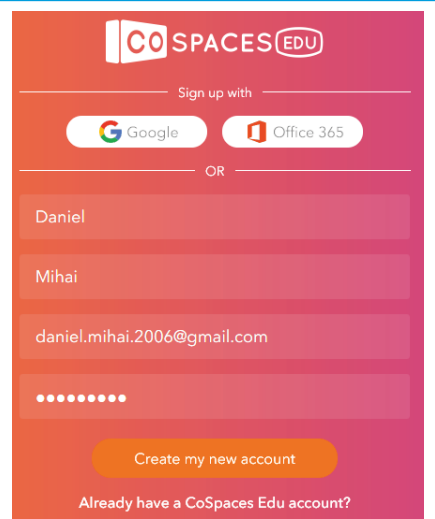 CO SPACES EDU
Sign up with
Google Office 365
OR
Daniel
Mihai
daniel.mihai.2006@gmail.com
●●●●●●●●●
Create my new account
Already have a CoSpaces Edu account?